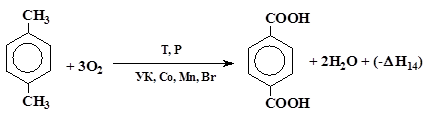 CH₃
CH₃
+ 3O₂
T, P
УК, Co, Mn, Br
COOH
COOH
+ 2H₂O + (-ΔH₁₄)